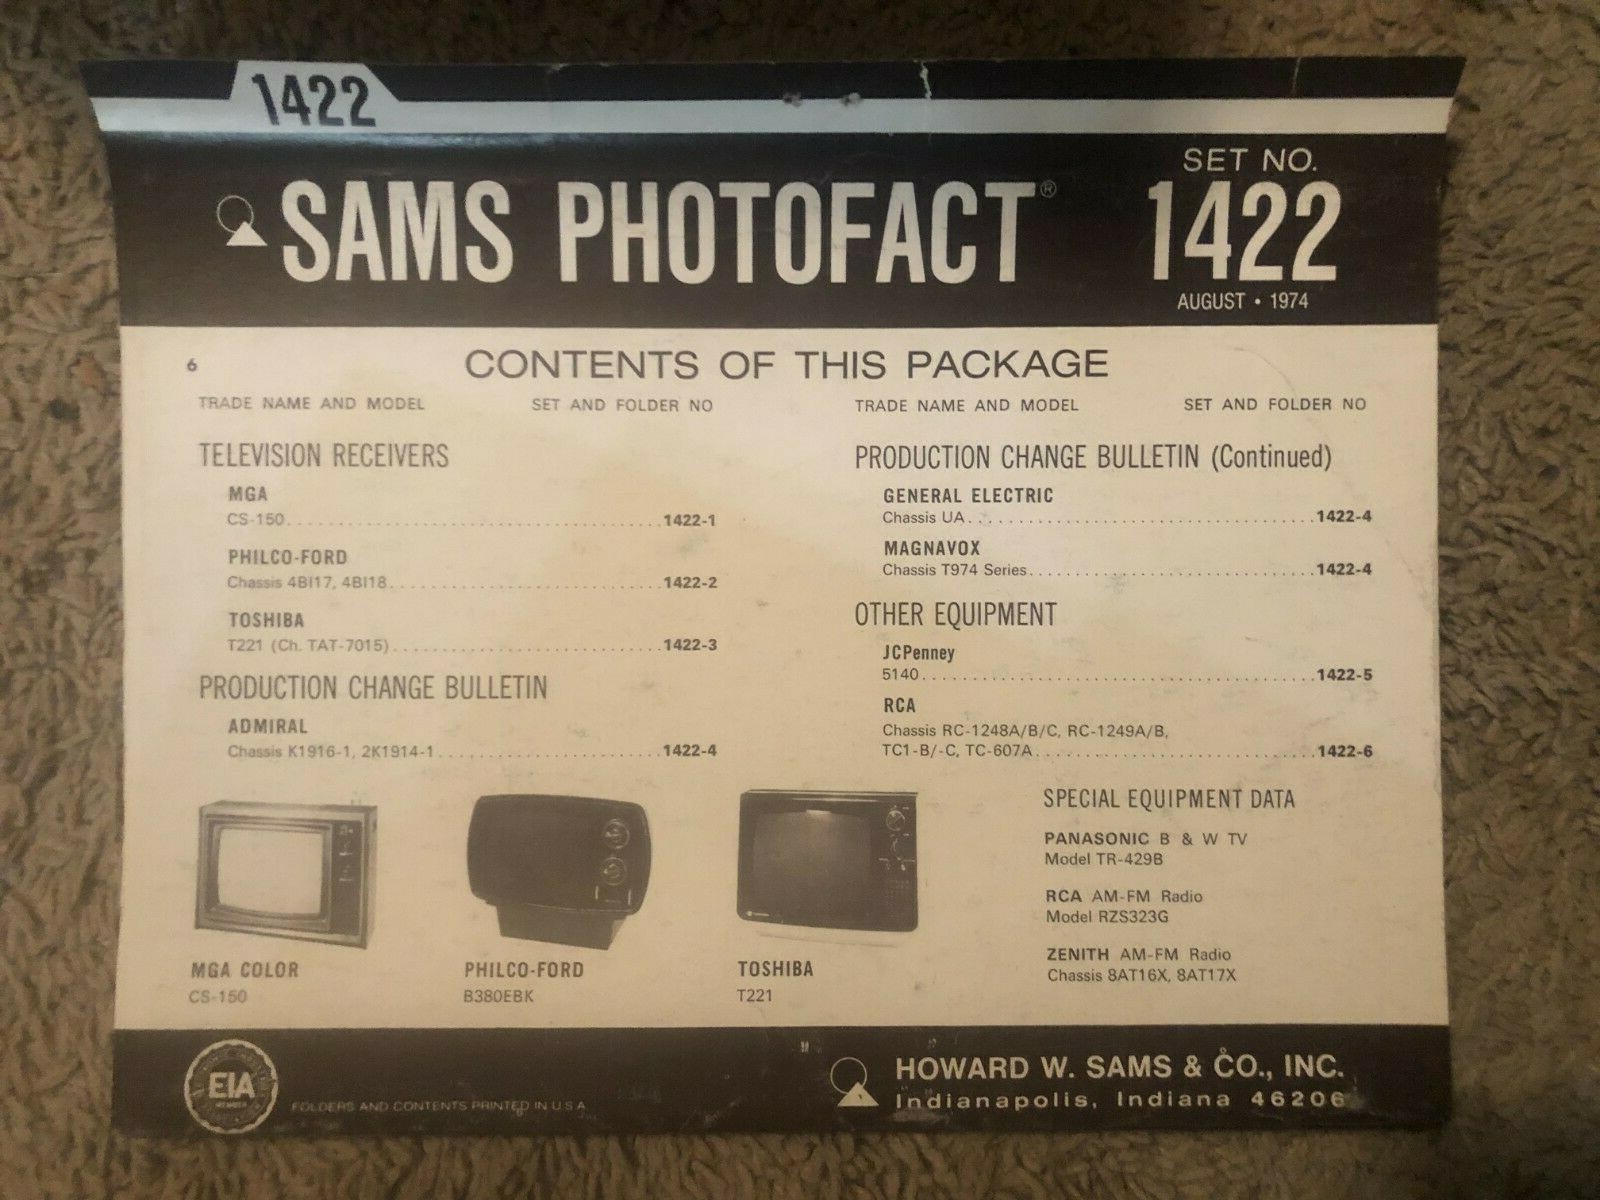 1422
SAMS PHOTOFACT®
SET NO.
1422
AUGUST • 1974
6
CONTENTS OF THIS PACKAGE
TRADE NAME AND MODEL SET AND FOLDER NO
TELEVISION RECEIVERS
MGA
CS-150 1422-1
PHILCO-FORD
Chassis 4BI17, 4BI18 1422-2
TOSHIBA
T221 (Ch. TAT-7015) 1422-3
PRODUCTION CHANGE BULLETIN
ADMIRAL
Chassis K1916-1, 2K1914-1 1422-4
TRADE NAME AND MODEL SET AND FOLDER NO
PRODUCTION CHANGE BULLETIN (Continued)
GENERAL ELECTRIC
Chassis UA 1422-4
MAGNAVOX
Chassis T974 Series 1422-4
OTHER EQUIPMENT
JCPenney
5140 1422-5
RCA
Chassis RC-1248A/B/C, RC-1249A/B,
TC1-B/-C, TC-607A 1422-6
MGA COLOR
CS-150
PHILCO-FORD
B380EBK
TOSHIBA
T221
SPECIAL EQUIPMENT DATA
PANASONIC B & W TV
Model TR-429B
RCA AM-FM Radio
Model RZS323G
ZENITH AM-FM Radio
Chassis 8AT16X, 8AT17X
EIA
MEMBER
FOLDERS AND CONTENTS PRINTED IN U S A
HOWARD W. SAMS & CO., INC.
Indianapolis, Indiana 46206